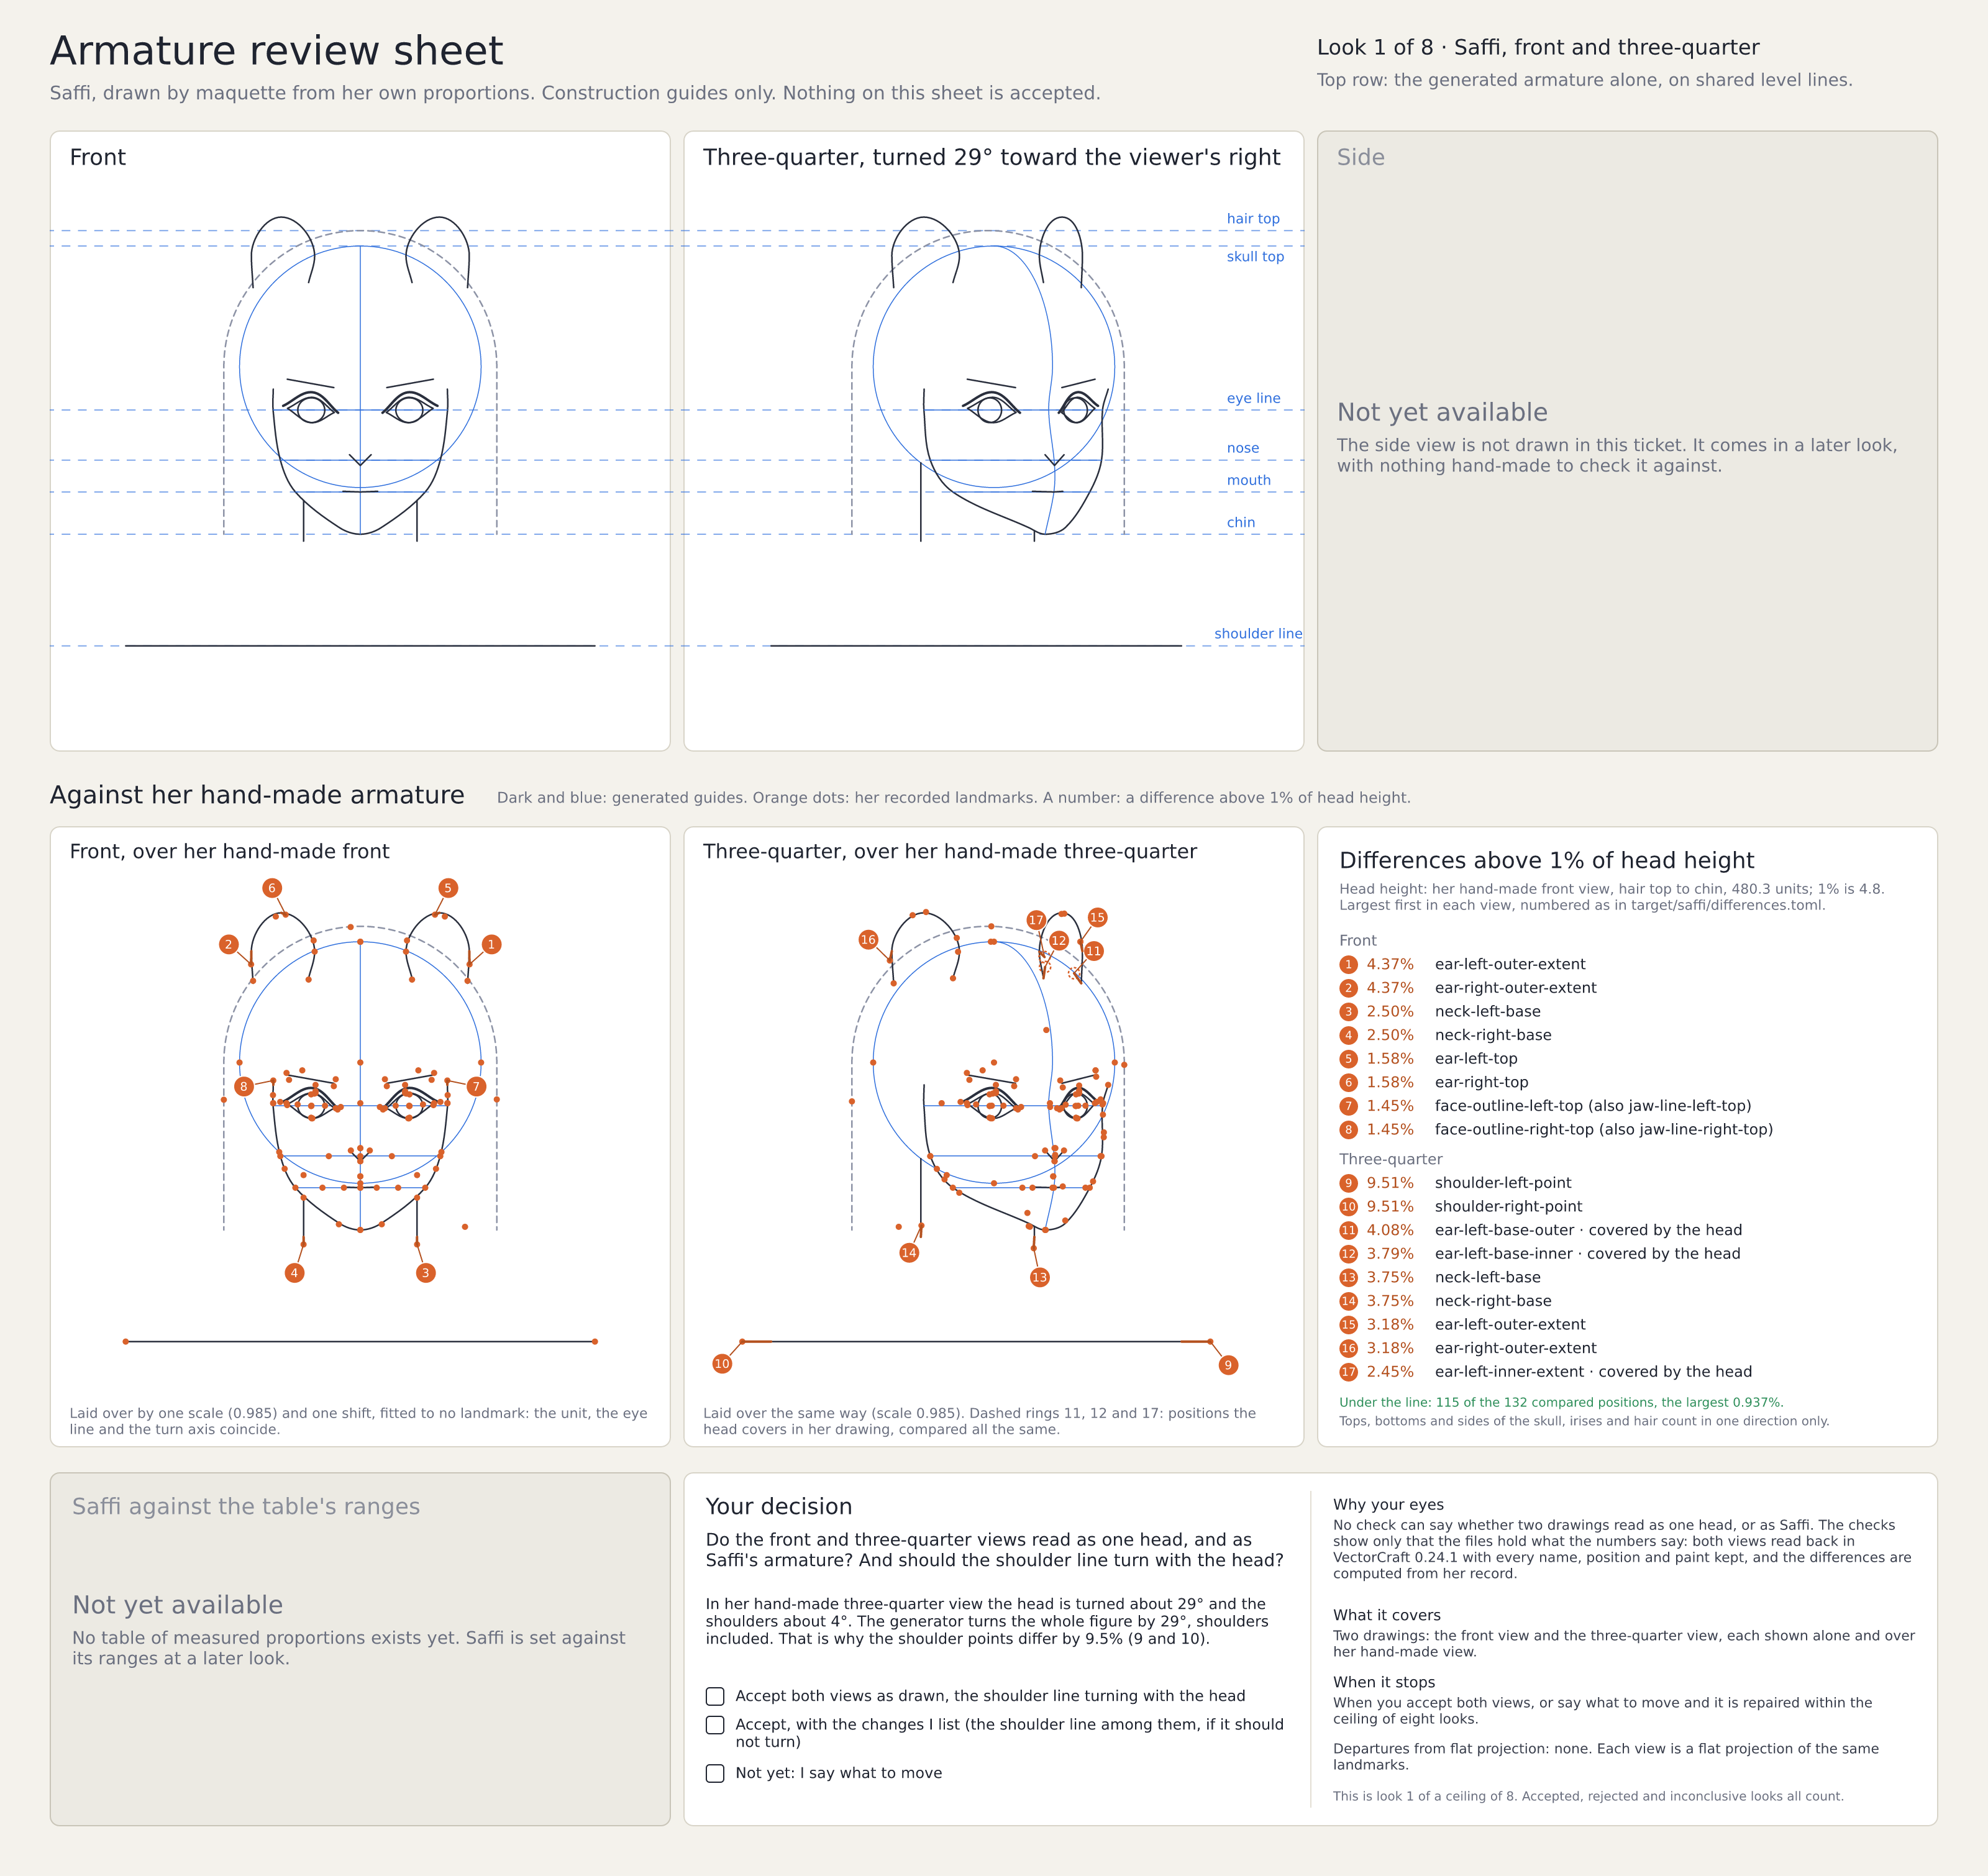 Armature review sheet
Saffi, drawn by maquette from her own proportions. Construction guides only. Nothing on this sheet is accepted.
Look 1 of 8 · Saffi, front and three-quarter
Top row: the generated armature alone, on shared level lines.
Front
Three-quarter, turned 29° toward the viewer's right
hair top
skull top
eye line
nose
mouth
chin
shoulder line
Side
Not yet available
The side view is not drawn in this ticket. It comes in a later look,
with nothing hand-made to check it against.
Against her hand-made armature
Dark and blue: generated guides. Orange dots: her recorded landmarks. A number: a difference above 1% of head height.
Front, over her hand-made front
6
5
2
1
8
7
4
3
Laid over by one scale (0.985) and one shift, fitted to no landmark: the unit, the eye
line and the turn axis coincide.
Three-quarter, over her hand-made three-quarter
17
15
16
12
11
14
13
10
9
Laid over the same way (scale 0.985). Dashed rings 11, 12 and 17: positions the
head covers in her drawing, compared all the same.
Differences above 1% of head height
Head height: her hand-made front view, hair top to chin, 480.3 units; 1% is 4.8.
Largest first in each view, numbered as in target/saffi/differences.toml.
Front
1 4.37% ear-left-outer-extent
2 4.37% ear-right-outer-extent
3 2.50% neck-left-base
4 2.50% neck-right-base
5 1.58% ear-left-top
6 1.58% ear-right-top
7 1.45% face-outline-left-top (also jaw-line-left-top)
8 1.45% face-outline-right-top (also jaw-line-right-top)
Three-quarter
9 9.51% shoulder-left-point
10 9.51% shoulder-right-point
11 4.08% ear-left-base-outer · covered by the head
12 3.79% ear-left-base-inner · covered by the head
13 3.75% neck-left-base
14 3.75% neck-right-base
15 3.18% ear-left-outer-extent
16 3.18% ear-right-outer-extent
17 2.45% ear-left-inner-extent · covered by the head
Under the line: 115 of the 132 compared positions, the largest 0.937%.
Tops, bottoms and sides of the skull, irises and hair count in one direction only.
Saffi against the table's ranges
Not yet available
No table of measured proportions exists yet. Saffi is set against
its ranges at a later look.
Your decision
Do the front and three-quarter views read as one head, and as
Saffi's armature? And should the shoulder line turn with the head?
In her hand-made three-quarter view the head is turned about 29° and the
shoulders about 4°. The generator turns the whole figure by 29°, shoulders
included. That is why the shoulder points differ by 9.5% (9 and 10).
Accept both views as drawn, the shoulder line turning with the head
Accept, with the changes I list (the shoulder line among them, if it should
not turn)
Not yet: I say what to move
Why your eyes
No check can say whether two drawings read as one head, or as Saffi. The checks
show only that the files hold what the numbers say: both views read back in
VectorCraft 0.24.1 with every name, position and paint kept, and the differences are
computed from her record.
What it covers
Two drawings: the front view and the three-quarter view, each shown alone and over
her hand-made view.
When it stops
When you accept both views, or say what to move and it is repaired within the
ceiling of eight looks.
Departures from flat projection: none. Each view is a flat projection of the same
landmarks.
This is look 1 of a ceiling of 8. Accepted, rejected and inconclusive looks all count.